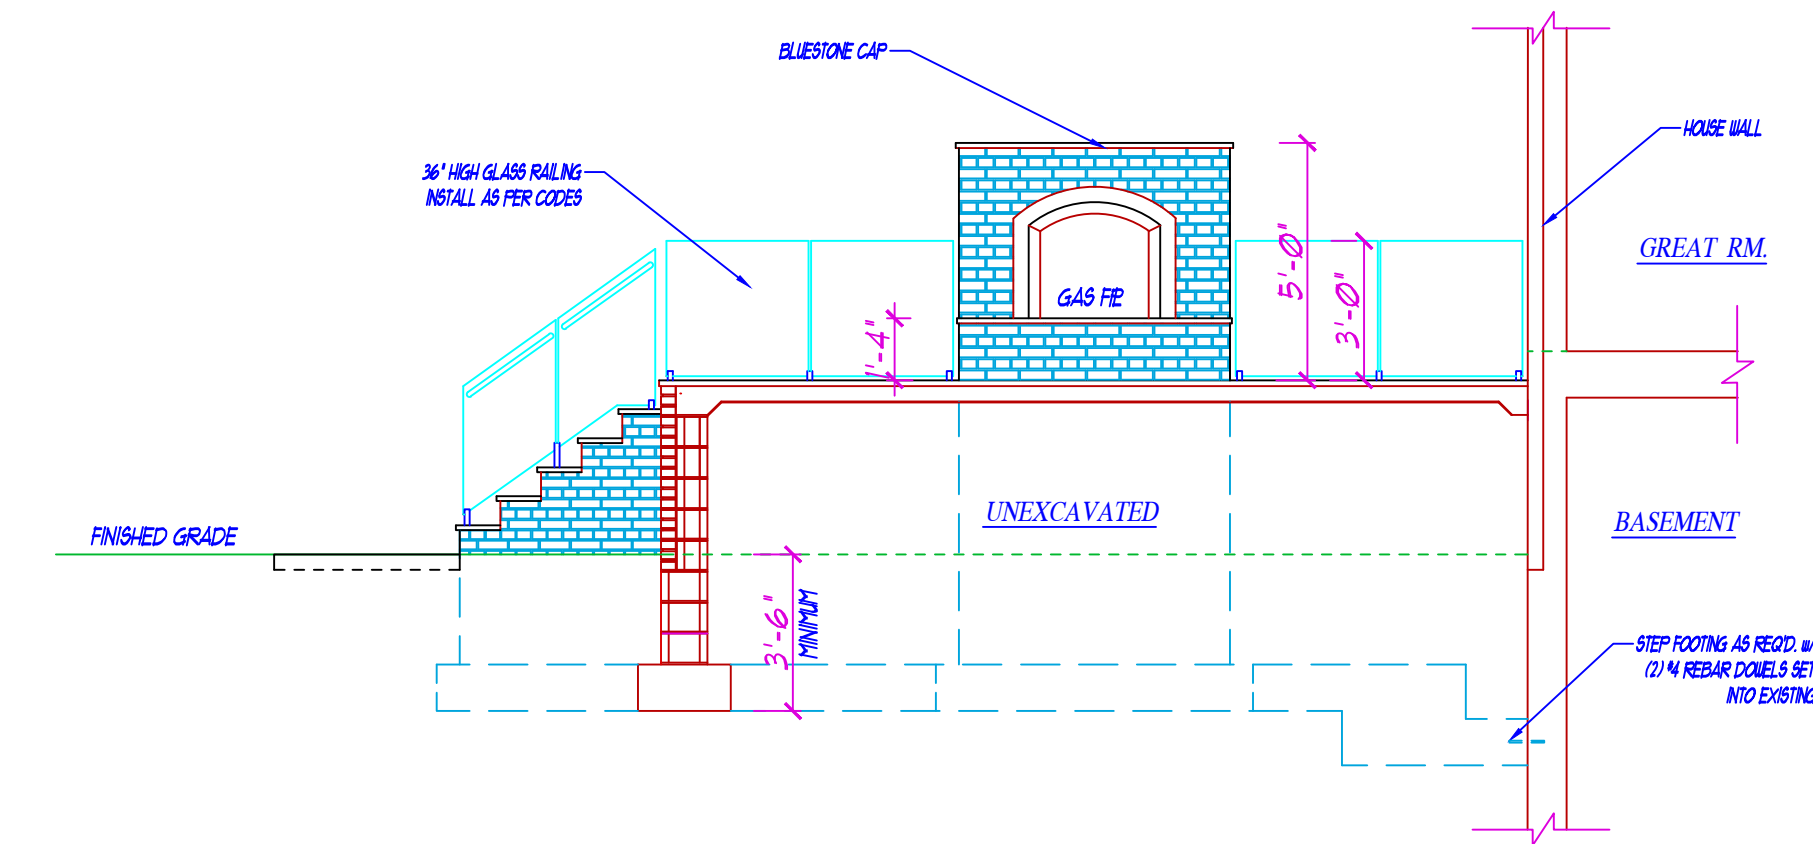 BLUESTONE CAP
HOUSE WALL
36" HIGH GLASS RAILING
INSTALL AS PER CODES
GREAT RM.
5'-0"
3'-0"
GAS F/P
1'-4"
UNEXCAVATED
BASEMENT
FINISHED GRADE
3'-6"
MINIMUM
STEP FOOTING AS REQ'D. w/
(2) #4 REBAR DOWELS SET
INTO EXISTING